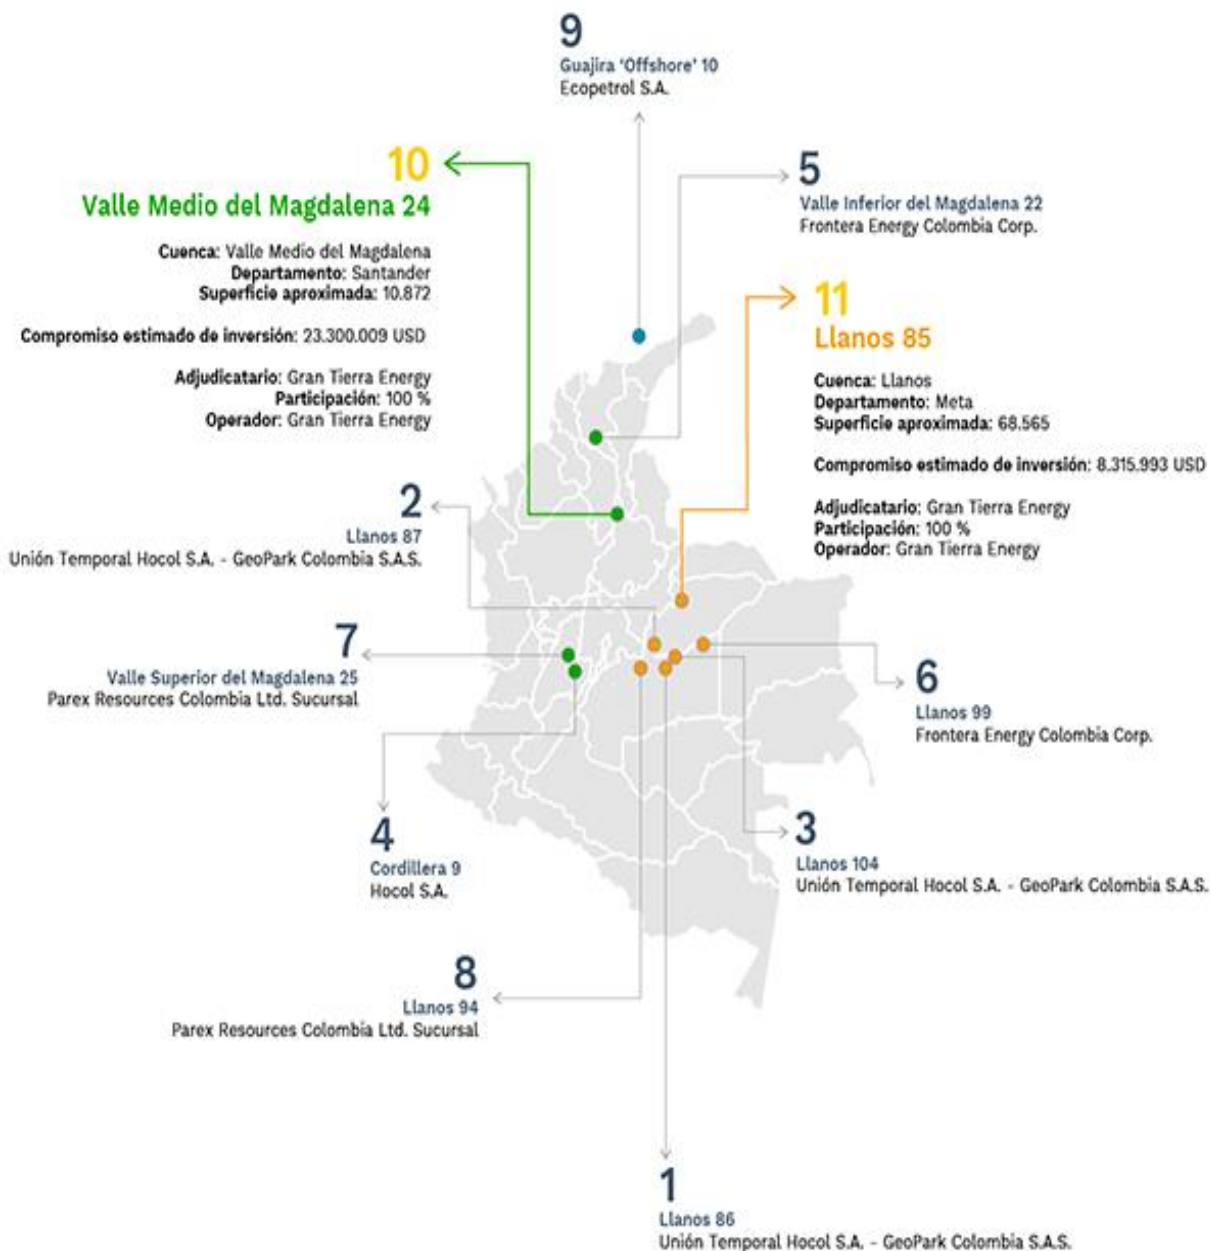 9
Guajira 'Offshore' 10
Ecopetrol S.A.
10
Valle Medio del Magdalena 24
Cuenca: Valle Medio del Magdalena
Departamento: Santander
Superficie aproximada: 10.872
Compromiso estimado de inversión: 23.300.009 USD
Adjudicatario: Gran Tierra Energy
Participación: 100 %
Operador: Gran Tierra Energy
5
Valle Inferior del Magdalena 22
Frontera Energy Colombia Corp.
11
Llanos 85
Cuenca: Llanos
Departamento: Meta
Superficie aproximada: 68.565
Compromiso estimado de inversión: 8.315.993 USD
Adjudicatario: Gran Tierra Energy
Participación: 100 %
Operador: Gran Tierra Energy
2
Llanos 87
Unión Temporal Hocol S.A. - GeoPark Colombia S.A.S.
7
Valle Superior del Magdalena 25
Parex Resources Colombia Ltd. Sucursal
6
Llanos 99
Frontera Energy Colombia Corp.
4
Cordillera 9
Hocol S.A.
3
Llanos 104
Unión Temporal Hocol S.A. - GeoPark Colombia S.A.S.
8
Llanos 94
Parex Resources Colombia Ltd. Sucursal
1
Llanos 86
Unión Temporal Hocol S.A. - GeoPark Colombia S.A.S.